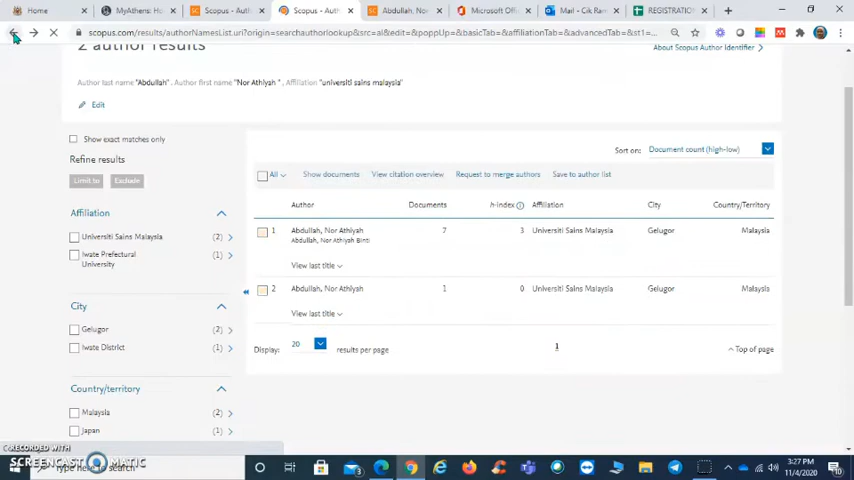 Home
MyAthens: Hom
Scopus - Auth
Scopus - Auth
Abdullah, Nor
Microsoft Offi
Mail - Cik Ran
REGISTRATION
scopus.com/results/authorNamesList.uri?origin=searchauthorlookup&src=al&edit=&poppUp=&basicTab=&affiliationTab=&advancedTab=&st1=...
2 author results
About Scopus Author Identifier
Author last name "Abdullah" , Author first name "Nor Athiyah " , Affiliation "universiti sains malaysia"
Edit
Show exact matches only
Refine results
Limit to
Exclude
Sort on:
Document count (high-low)
All
Show documents
View citation overview
Request to merge authors
Save to author list
Author
Documents
h-index
Affiliation
City
Country/Territory
Affiliation
Universiti Sains Malaysia (2)
Iwate Prefectural (1)
University
1 Abdullah, Nor Athiyah 7 3 Universiti Sains Malaysia Gelugor Malaysia
Abdullah, Nor Athiyah Binti
View last title
2 Abdullah, Nor Athiyah 1 0 Universiti Sains Malaysia Gelugor Malaysia
View last title
City
Gelugor (2)
Iwate District (1)
Display: 20 results per page
1
Top of page
Country/territory
Malaysia (2)
Japan (1)
RECORDED WITH
SCREENCAST MATIC
Type here to search
3:27 PM
11/4/2020